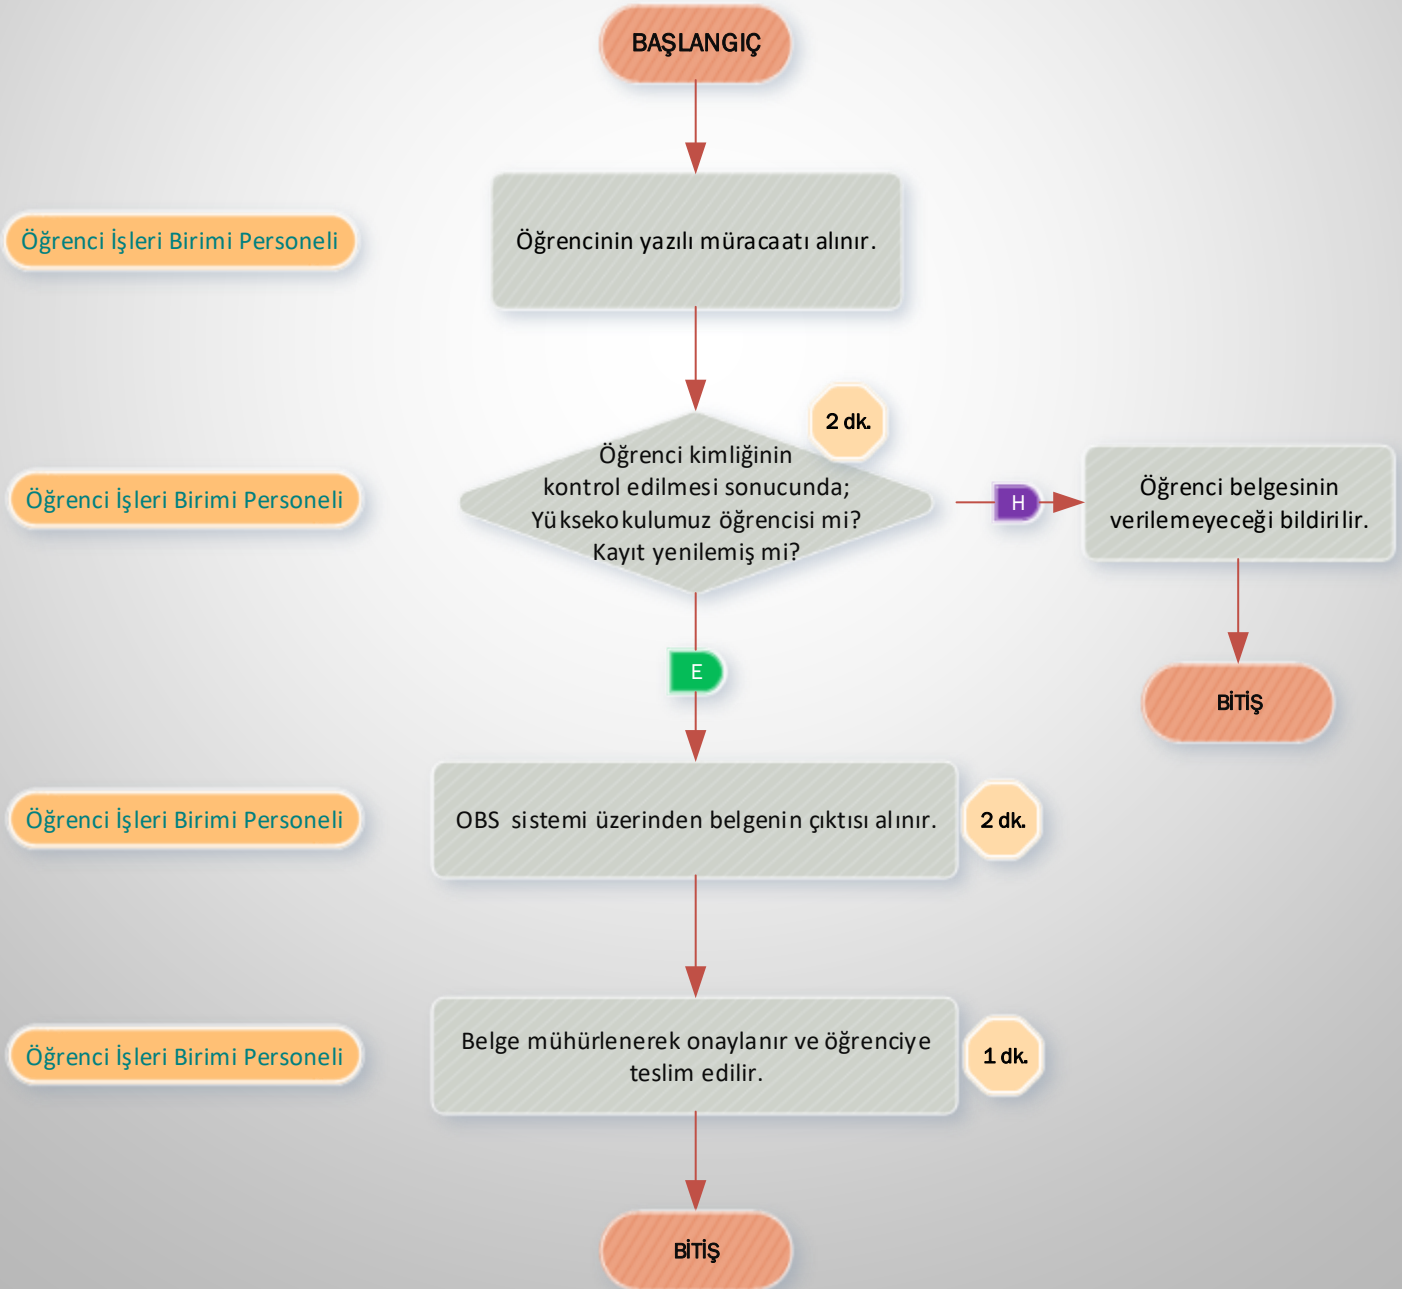 BAŞLANGIÇ
Öğrenci İşleri Birimi Personeli
Öğrencinin yazılı müracaatı alınır.
2 dk.
Öğrenci İşleri Birimi Personeli
Öğrenci kimliğinin
kontrol edilmesi sonucunda;
Yüksekokulumuz öğrencisi mi?
Kayıt yenilemiş mi?
H
Öğrenci belgesinin
verilemeyeceği bildirilir.
E
BİTİŞ
Öğrenci İşleri Birimi Personeli
OBS sistemi üzerinden belgenin çıktısı alınır.
2 dk.
Öğrenci İşleri Birimi Personeli
Belge mühürlenerek onaylanır ve öğrenciye
teslim edilir.
1 dk.
BİTİŞ